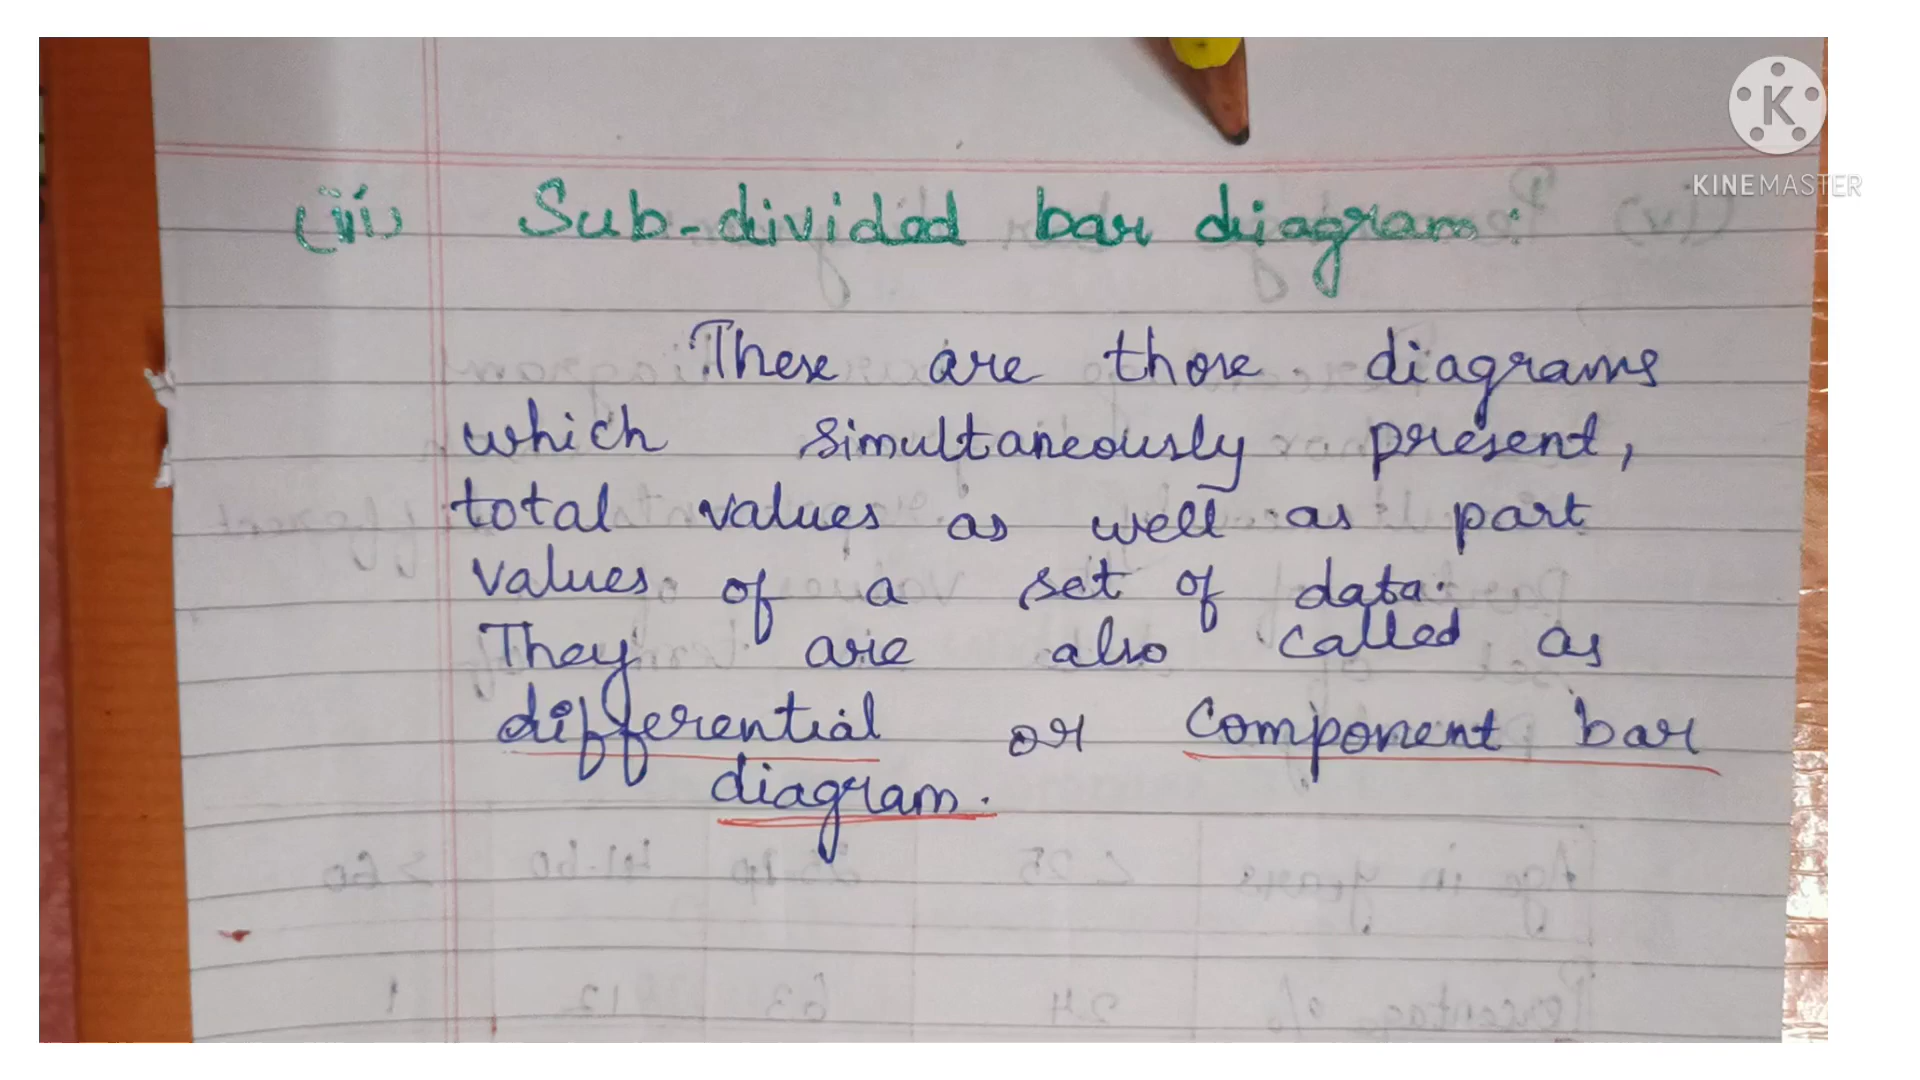 (iii) Sub-divided bar diagram:
These are those diagrams
which simultaneously present,
total values as well as part
values of a set of data.
They are also called as
differential or component bar
diagram.
KINEMASTER